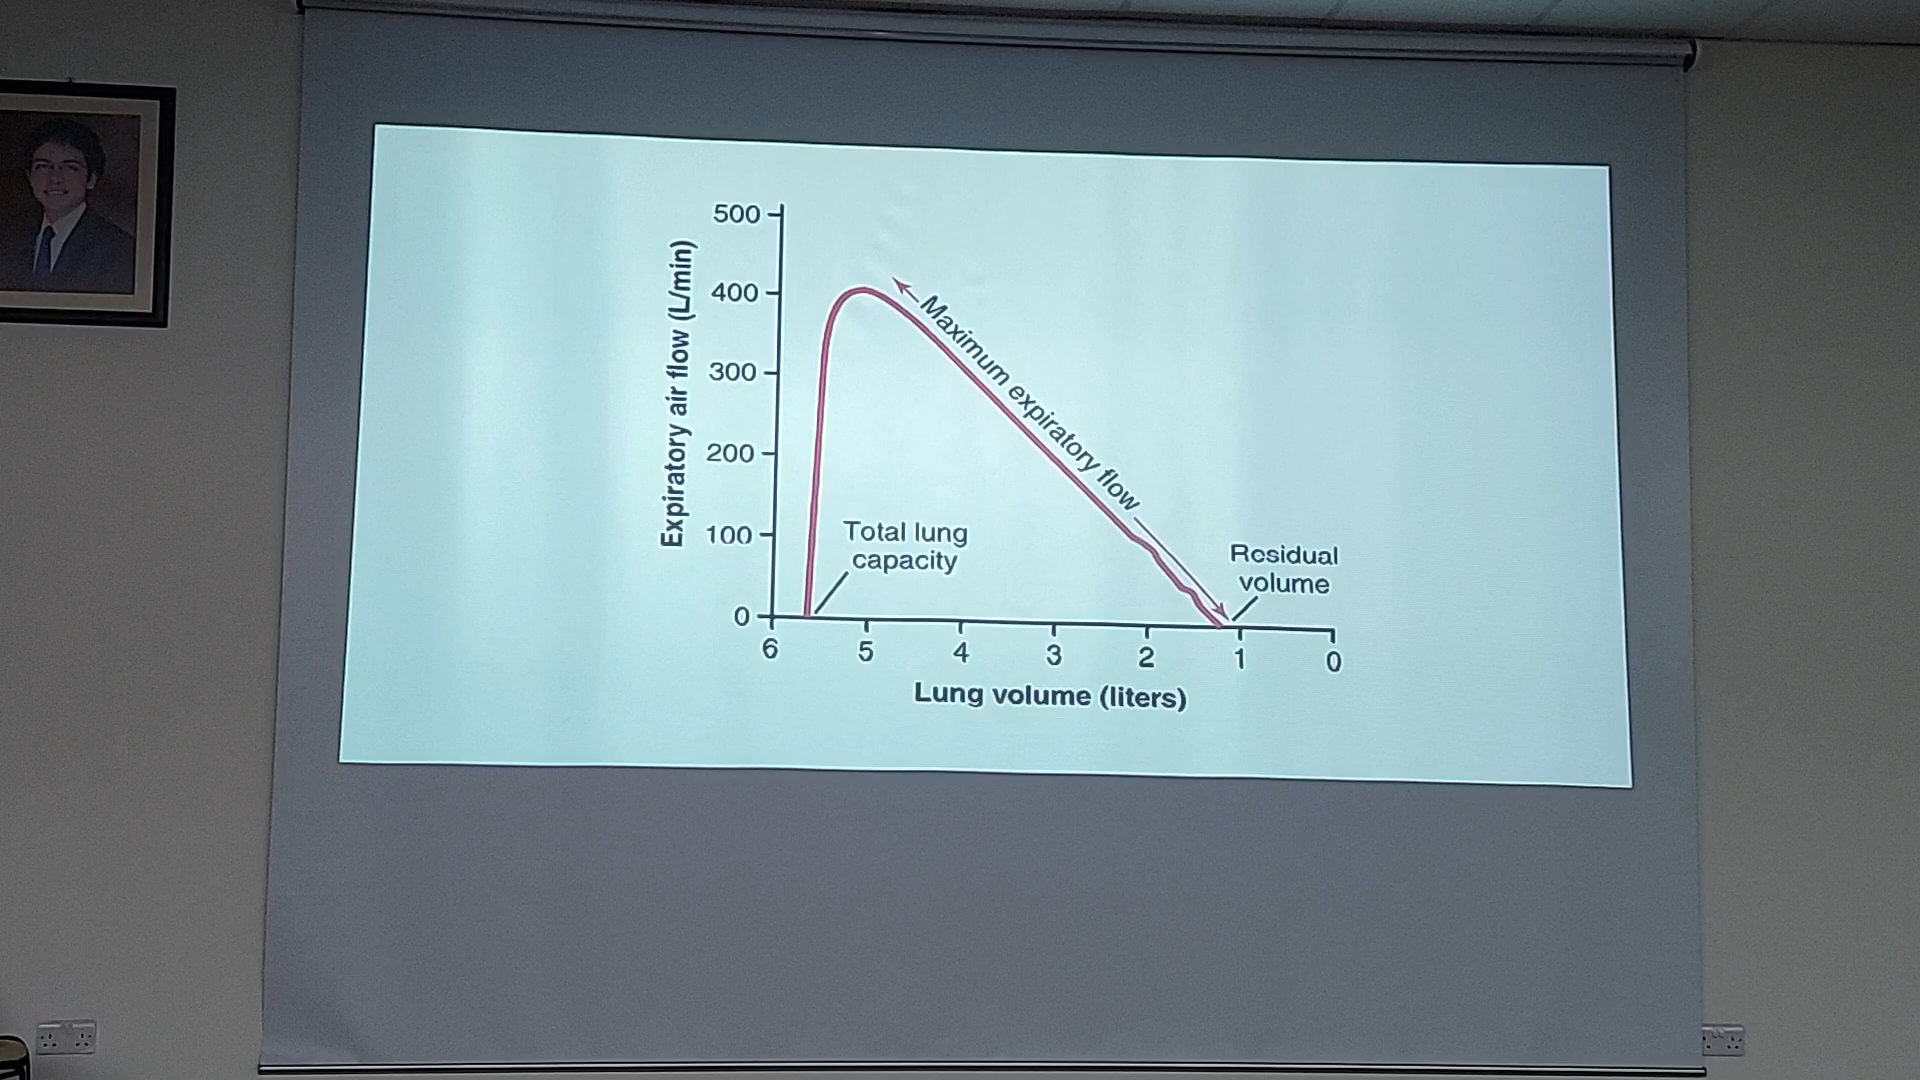 500
400
300
200
100
0
Expiratory air flow (L/min)
Maximum expiratory flow
Total lung
capacity
Residual
volume
6 5 4 3 2 1 0
Lung volume (liters)